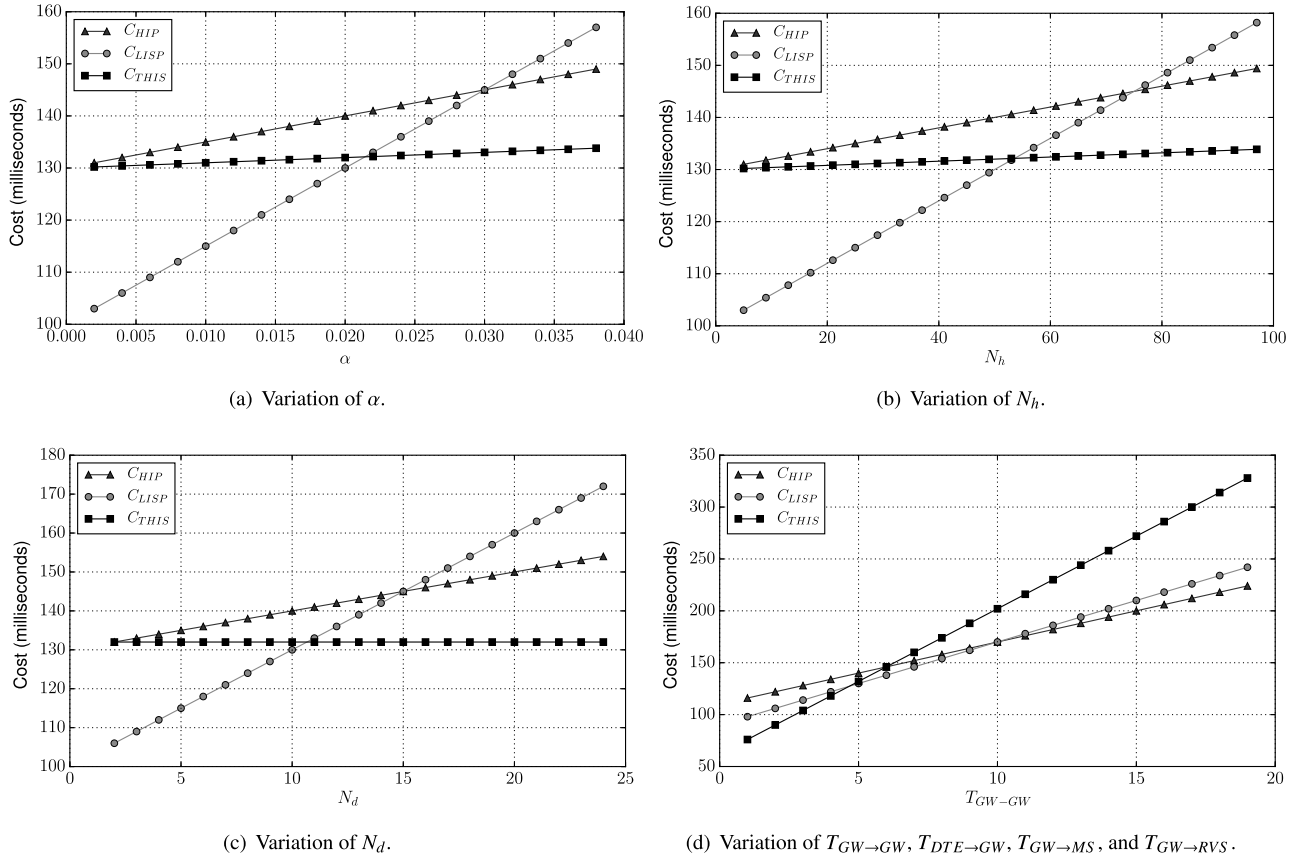 160
150
140
130
120
110
100
Cost (milliseconds)
C_HIP
C_LISP
C_THIS
0.000 0.005 0.010 0.015 0.020 0.025 0.030 0.035 0.040
α
(a) Variation of α.
160
150
140
130
120
110
100
Cost (milliseconds)
C_HIP
C_LISP
C_THIS
20 40 60 80 100
N_h
(b) Variation of N_h.
180
170
160
150
140
130
120
110
100
Cost (milliseconds)
C_HIP
C_LISP
C_THIS
0 5 10 15 20 25
N_d
(c) Variation of N_d.
350
300
250
200
150
100
50
Cost (milliseconds)
C_HIP
C_LISP
C_THIS
0 5 10 15 20
T_GW−GW
(d) Variation of T_GW→GW, T_DTE→GW, T_GW→MS, and T_GW→RVS.